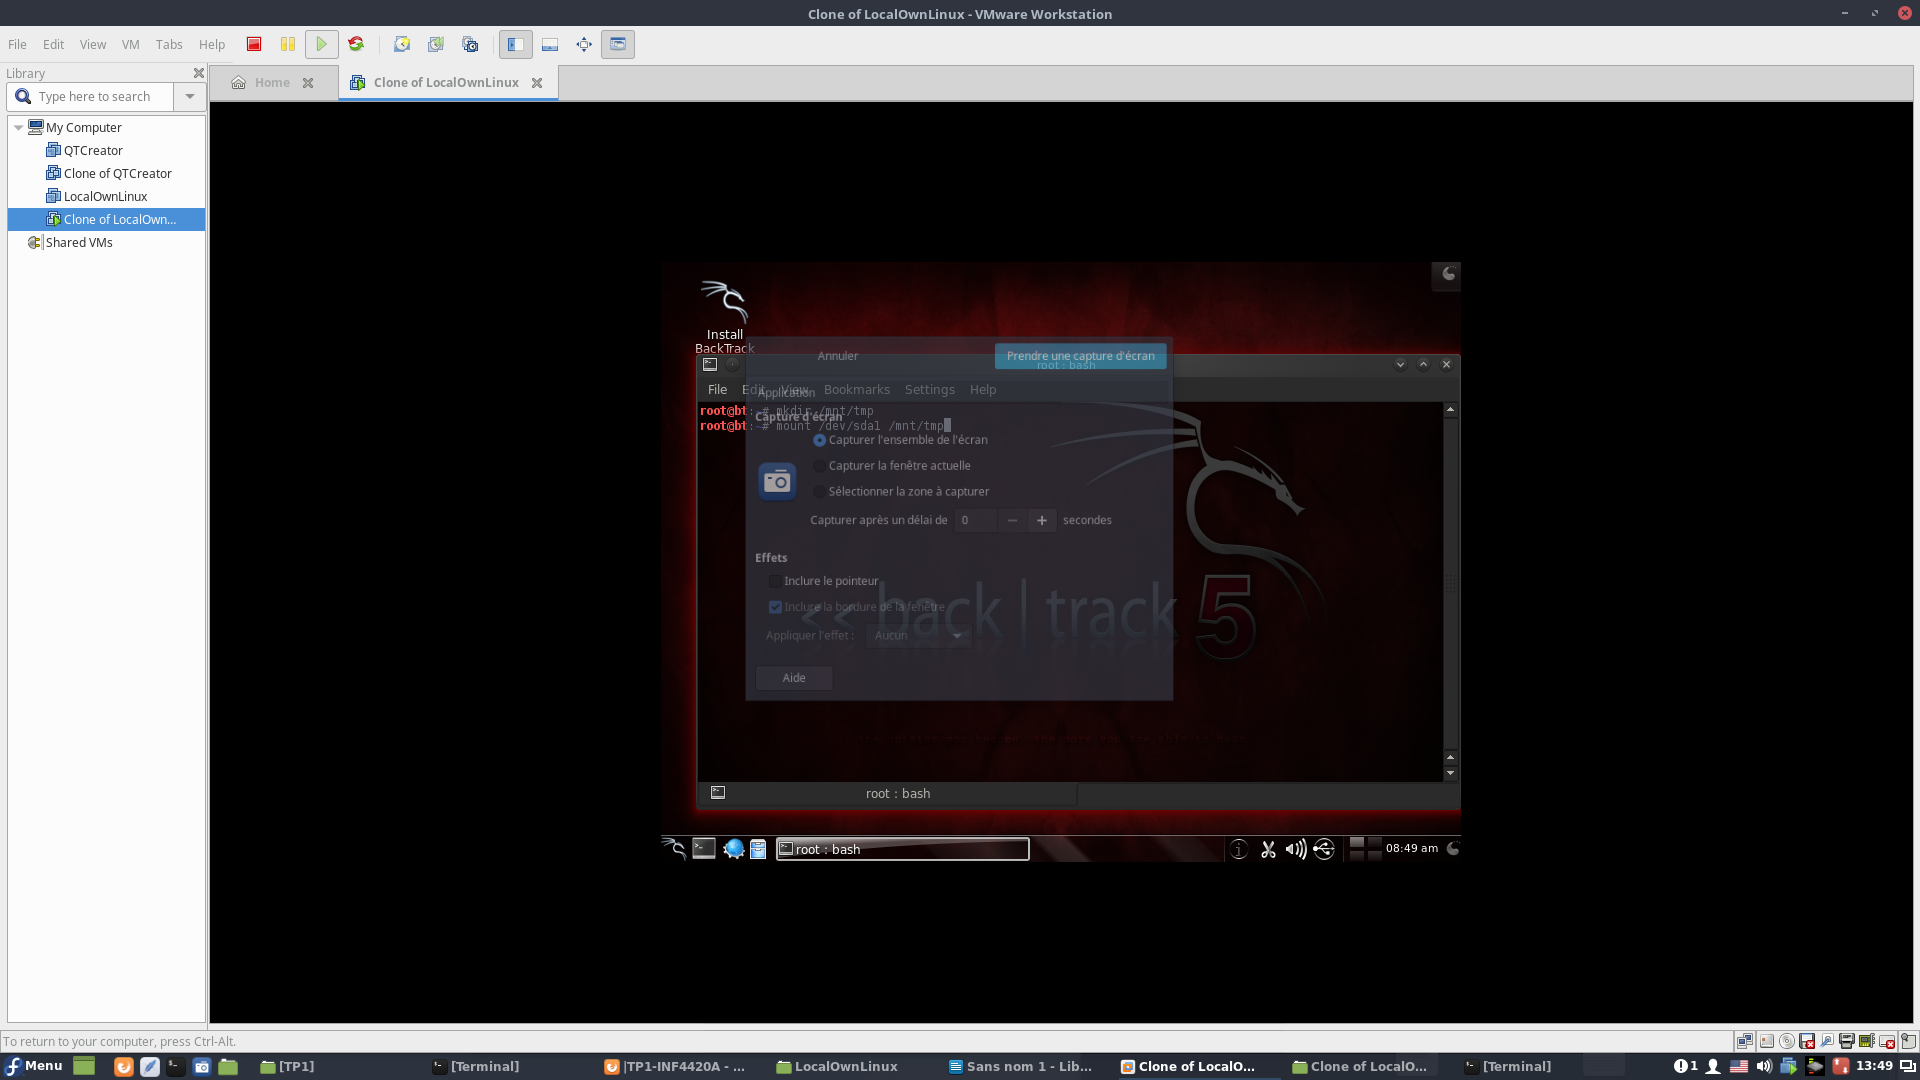 Clone of LocalOwnLinux - VMware Workstation
File Edit View VM Tabs Help
Library
Type here to search
Home
Clone of LocalOwnLinux
My Computer
QTCreator
Clone of QTCreator
LocalOwnLinux
Clone of LocalOwn...
Shared VMs
Install
BackTrack
Annuler
Prendre une capture d'écran
root : bash
File Edit View Bookmarks Settings Help
Application
root@bt:~# mkdir /mnt/tmp
Capture d'écran
root@bt:~# mount /dev/sda1 /mnt/tmp
Capturer l'ensemble de l'écran
Capturer la fenêtre actuelle
Sélectionner la zone à capturer
Capturer après un délai de 0 − + secondes
Effets
Inclure le pointeur
Inclure la bordure de la fenêtre
<< back | track 5
Appliquer l'effet : Aucun
Aide
root : bash
root : bash
08:49 am
To return to your computer, press Ctrl-Alt.
Menu
[TP1]
[Terminal]
|TP1-INF4420A - ...
LocalOwnLinux
Sans nom 1 - Lib...
Clone of LocalO...
Clone of LocalO...
[Terminal]
1
13:49